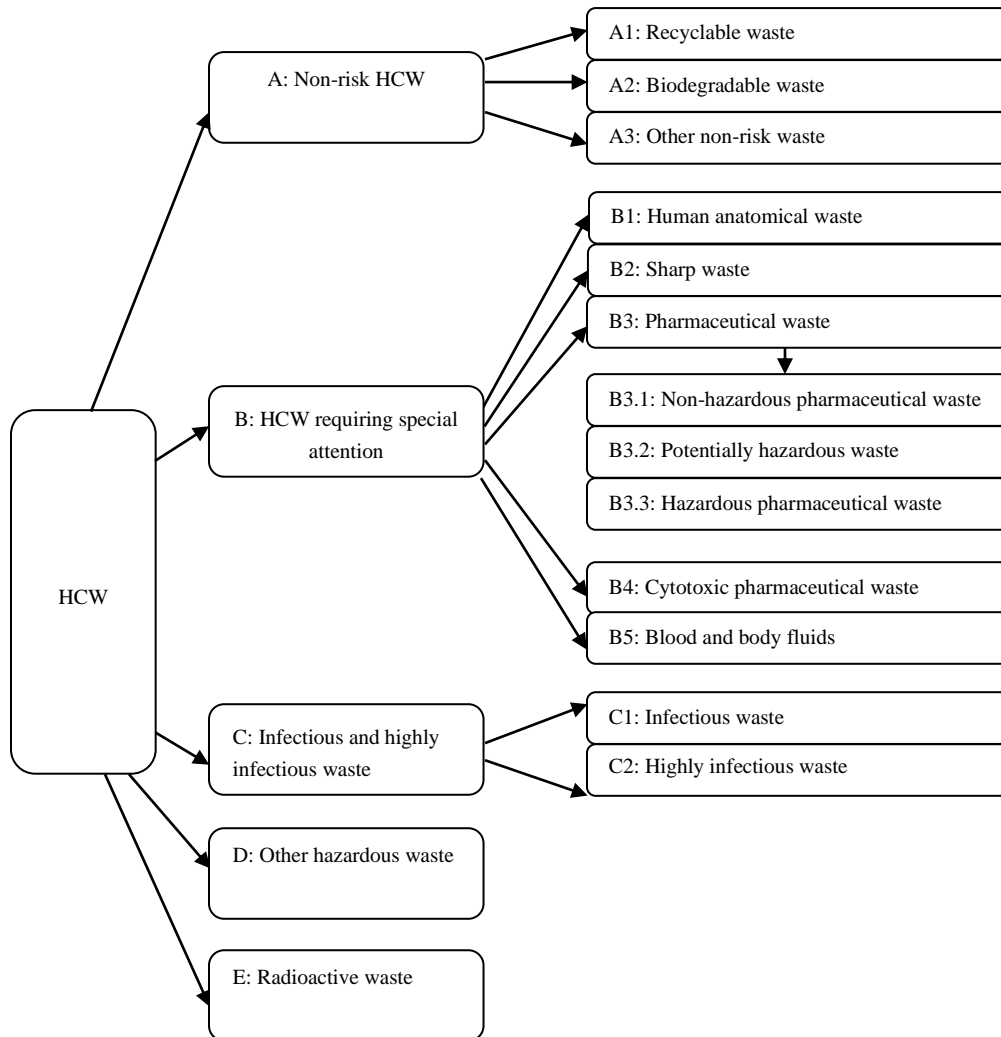 HCW
A: Non-risk HCW
A1: Recyclable waste
A2: Biodegradable waste
A3: Other non-risk waste
B: HCW requiring special
attention
B1: Human anatomical waste
B2: Sharp waste
B3: Pharmaceutical waste
B3.1: Non-hazardous pharmaceutical waste
B3.2: Potentially hazardous waste
B3.3: Hazardous pharmaceutical waste
B4: Cytotoxic pharmaceutical waste
B5: Blood and body fluids
C: Infectious and highly
infectious waste
C1: Infectious waste
C2: Highly infectious waste
D: Other hazardous waste
E: Radioactive waste